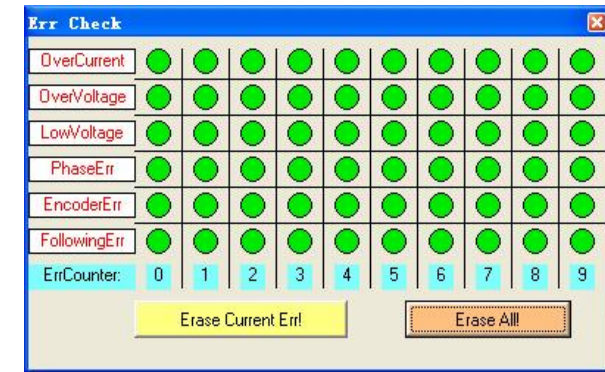 Err Check
OverCurrent
OverVoltage
LowVoltage
PhaseErr
EncoderErr
FollowingErr
ErrCounter: 0 1 2 3 4 5 6 7 8 9
Erase Current Err! Erase All!